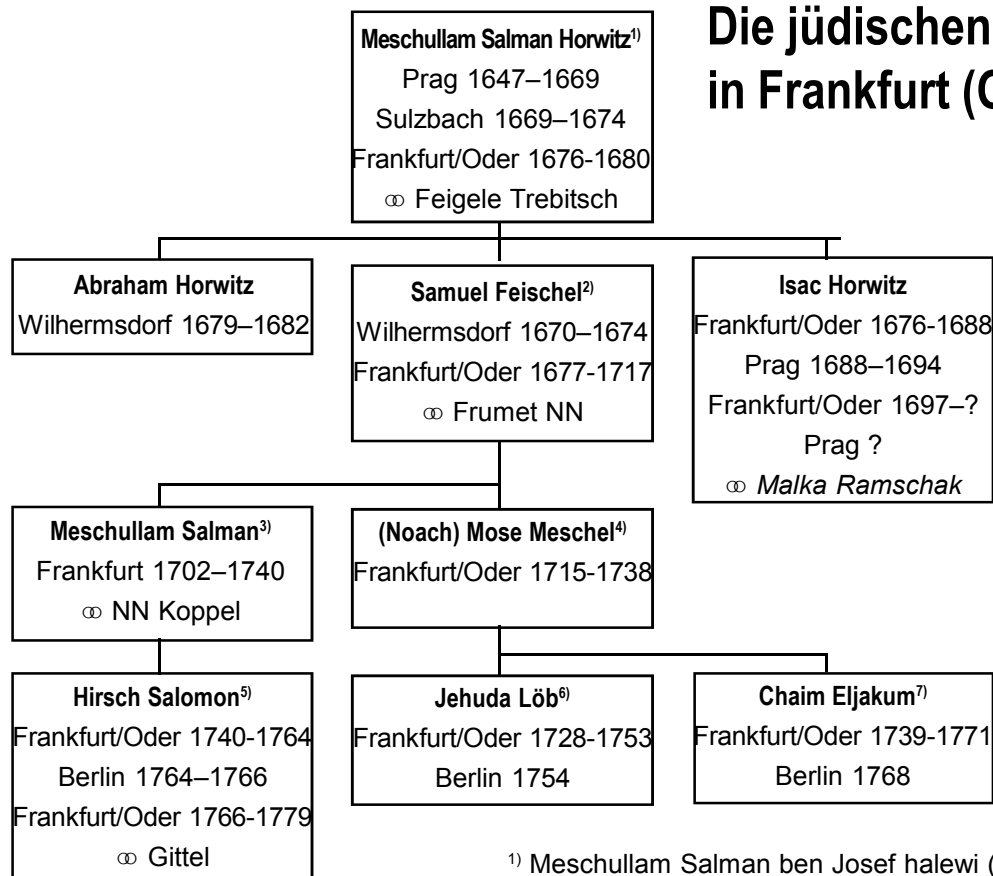 Die jüdischen
in Frankfurt (
Meschullam Salman Horwitz¹⁾
Prag 1647–1669
Sulzbach 1669–1674
Frankfurt/Oder 1676-1680
⚭ Feigele Trebitsch
Abraham Horwitz
Wilhermsdorf 1679–1682
Samuel Feischel²⁾
Wilhermsdorf 1670–1674
Frankfurt/Oder 1677-1717
⚭ Frumet NN
Isac Horwitz
Frankfurt/Oder 1676-1688
Prag 1688–1694
Frankfurt/Oder 1697–?
Prag ?
⚭ Malka Ramschak
Meschullam Salman³⁾
Frankfurt 1702–1740
⚭ NN Koppel
(Noach) Mose Meschel⁴⁾
Frankfurt/Oder 1715-1738
Hirsch Salomon⁵⁾
Frankfurt/Oder 1740-1764
Berlin 1764–1766
Frankfurt/Oder 1766-1779
⚭ Gittel
Jehuda Löb⁶⁾
Frankfurt/Oder 1728-1753
Berlin 1754
Chaim Eljakum⁷⁾
Frankfurt/Oder 1739-1771
Berlin 1768
¹⁾ Meschullam Salman ben Josef halewi (